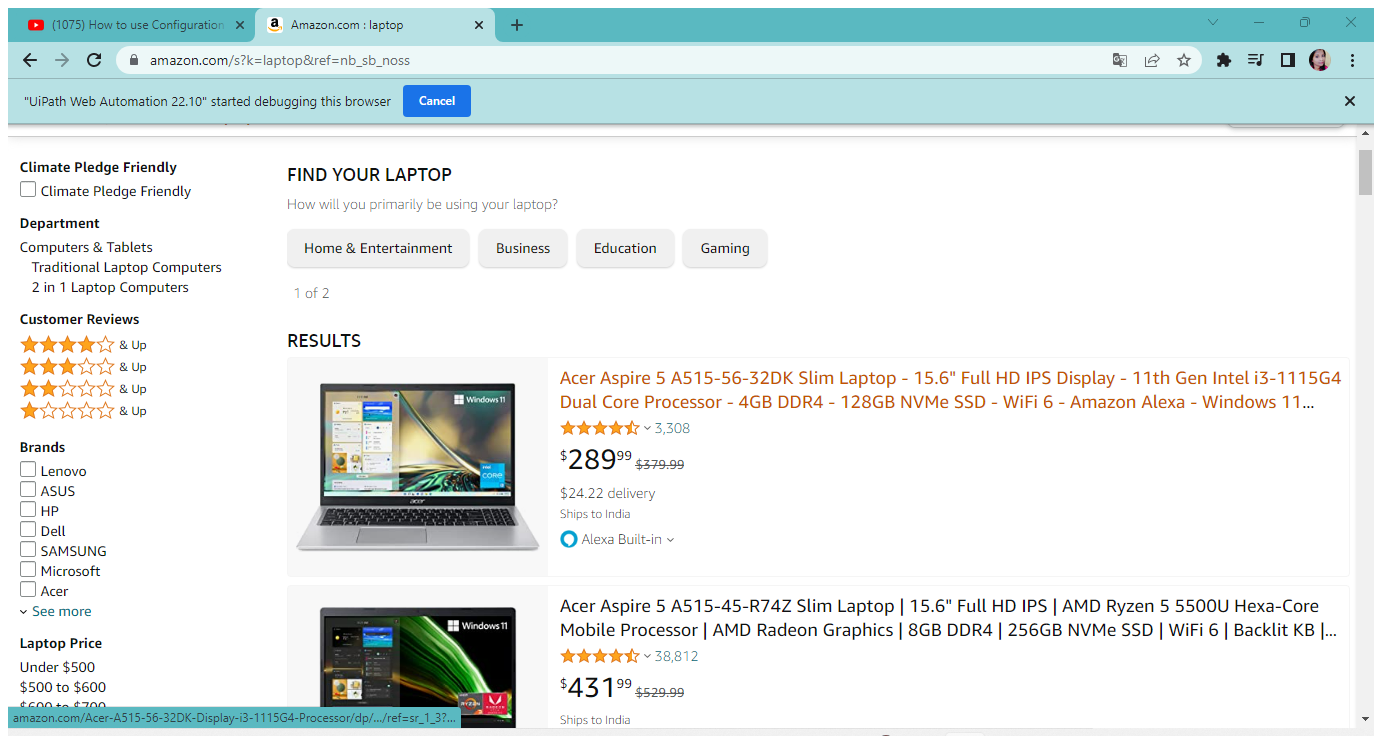 (1075) How to use Configuration
Amazon.com : laptop
amazon.com/s?k=laptop&ref=nb_sb_noss
"UiPath Web Automation 22.10" started debugging this browser
Cancel
Climate Pledge Friendly
Climate Pledge Friendly
Department
Computers & Tablets
Traditional Laptop Computers
2 in 1 Laptop Computers
Customer Reviews
& Up
& Up
& Up
& Up
Brands
Lenovo
ASUS
HP
Dell
SAMSUNG
Microsoft
Acer
See more
Laptop Price
Under $500
$500 to $600
$600 to $700
amazon.com/Acer-A515-56-32DK-Display-i3-1115G4-Processor/dp/.../ref=sr_1_3?...
FIND YOUR LAPTOP
How will you primarily be using your laptop?
Home & Entertainment
Business
Education
Gaming
1 of 2
RESULTS
Windows 11
intel
CORE
acer
Acer Aspire 5 A515-56-32DK Slim Laptop - 15.6" Full HD IPS Display - 11th Gen Intel i3-1115G4
Dual Core Processor - 4GB DDR4 - 128GB NVMe SSD - WiFi 6 - Amazon Alexa - Windows 11...
3,308
$289.99 $379.99
$24.22 delivery
Ships to India
Alexa Built-in
Windows 11
RYZEN
RADEON
Acer Aspire 5 A515-45-R74Z Slim Laptop | 15.6" Full HD IPS | AMD Ryzen 5 5500U Hexa-Core
Mobile Processor | AMD Radeon Graphics | 8GB DDR4 | 256GB NVMe SSD | WiFi 6 | Backlit KB |...
38,812
$431.99 $529.99
Ships to India